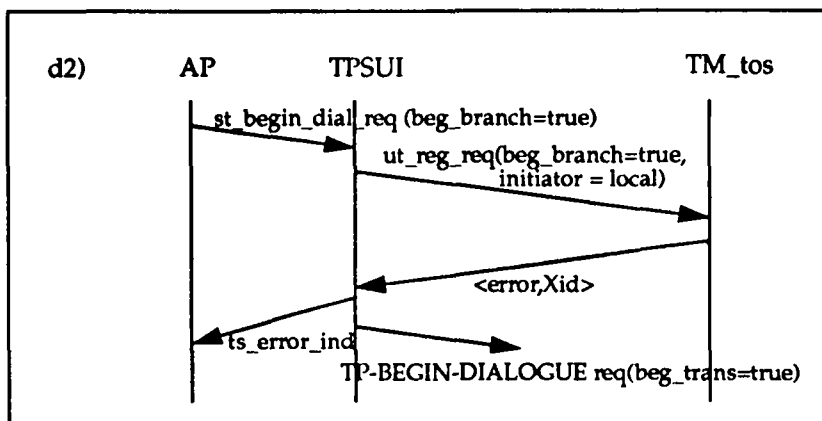 d2) AP TPSUI TM_tos
st_begin_dial_req (beg_branch=true)
ut_reg_req(beg_branch=true,
initiator = local)
<error,Xid>
ts_error_ind
TP-BEGIN-DIALOGUE req(beg_trans=true)